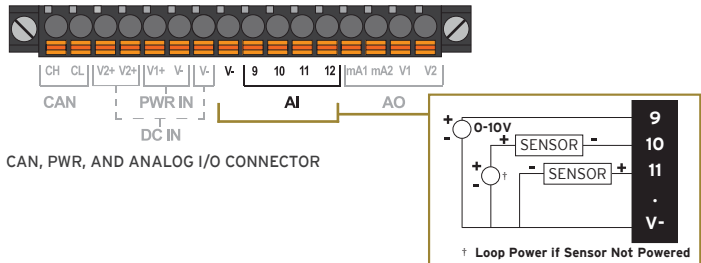 CH CL V2+ V2+ V1+ V- V- V- 9 10 11 12 mA1 mA2 V1 V2
CAN PWR IN AI AO
DC IN
CAN, PWR, AND ANALOG I/O CONNECTOR
+ 0-10V 9
-
+ SENSOR - 10
+ † - SENSOR + 11
-
.
V-
† Loop Power if Sensor Not Powered